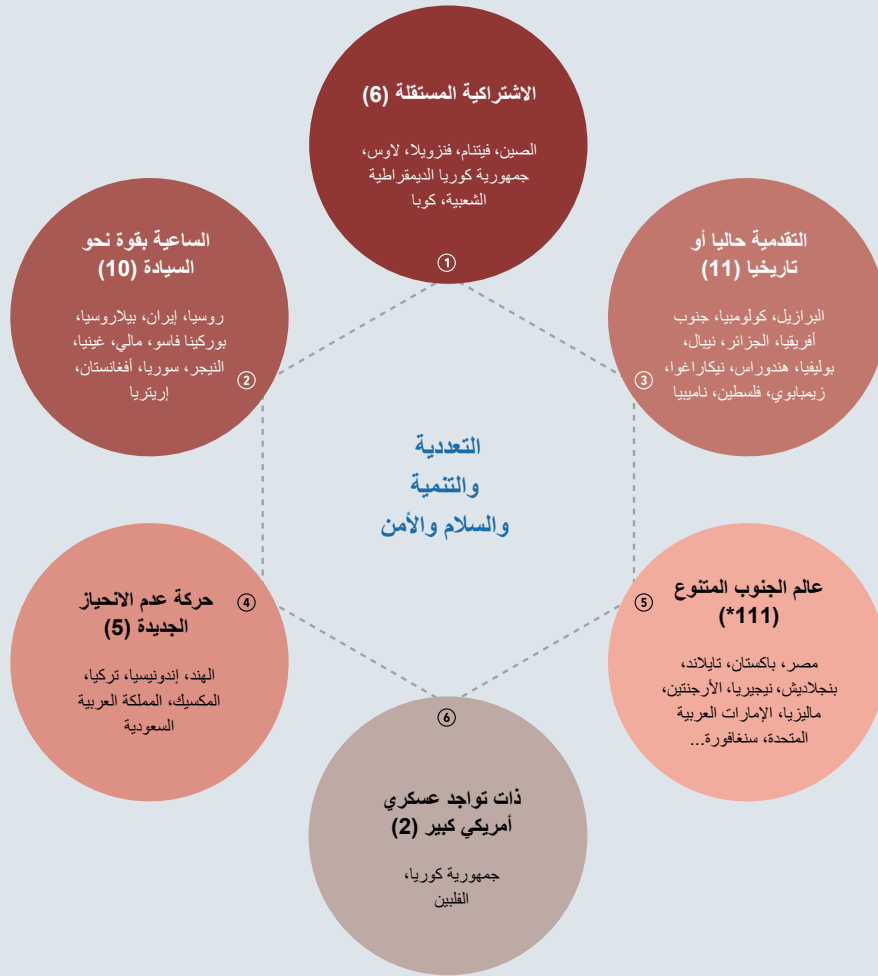 الاشتراكية المستقلة (6)
الصين، فيتنام، فنزويلا، لاوس،
جمهورية كوريا الديمقراطية
الشعبية، كوبا
①
الساعية بقوة نحو
السيادة (10)
روسيا، إيران، بيلاروسيا،
بوركينا فاسو، مالي، غينيا،
النيجر، سوريا، أفغانستان،
إريتريا
②
التقدمية حاليا أو
تاريخيا (11)
البرازيل، كولومبيا، جنوب
أفريقيا، الجزائر، نيبال،
بوليفيا، هندوراس، نيكاراغوا،
زيمبابوي، فلسطين، ناميبيا
③
التعددية
والتنمية
والسلام والأمن
حركة عدم الانحياز
الجديدة (5)
الهند، إندونيسيا، تركيا،
المكسيك، المملكة العربية
السعودية
④
عالم الجنوب المتنوع
(111*)
مصر، باكستان، تايلاند،
بنجلاديش، نيجيريا، الأرجنتين،
ماليزيا، الإمارات العربية
المتحدة، سنغافورة...
⑤
⑥
ذات تواجد عسكري
أمريكي كبير (2)
جمهورية كوريا،
الفلبين